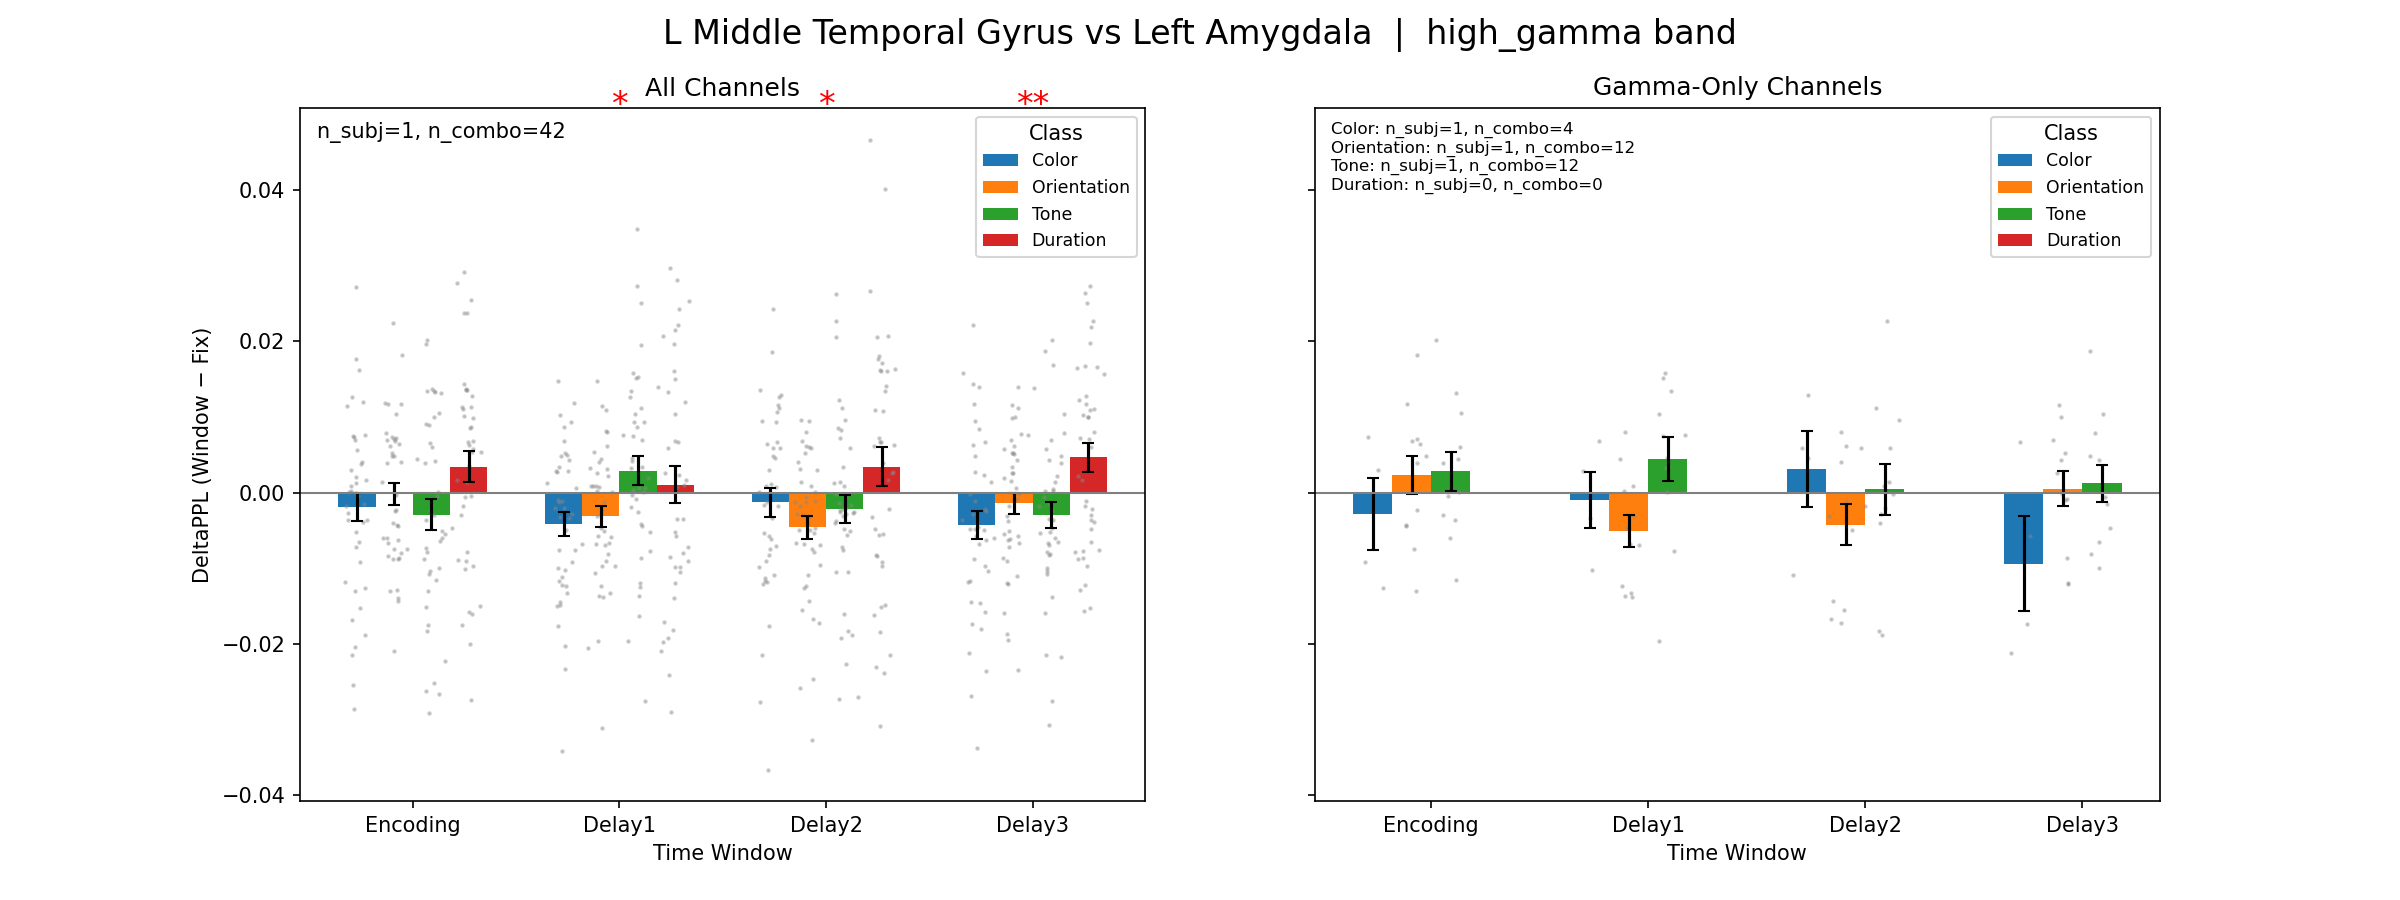 L Middle Temporal Gyrus vs Left Amygdala | high_gamma band
All Channels
* * **
n_subj=1, n_combo=42
Class
Color
Orientation
Tone
Duration
DeltaPPL (Window − Fix)
0.04
0.02
0.00
−0.02
−0.04
Encoding Delay1 Delay2 Delay3
Time Window
Gamma-Only Channels
Color: n_subj=1, n_combo=4
Orientation: n_subj=1, n_combo=12
Tone: n_subj=1, n_combo=12
Duration: n_subj=0, n_combo=0
Class
Color
Orientation
Tone
Duration
Encoding Delay1 Delay2 Delay3
Time Window